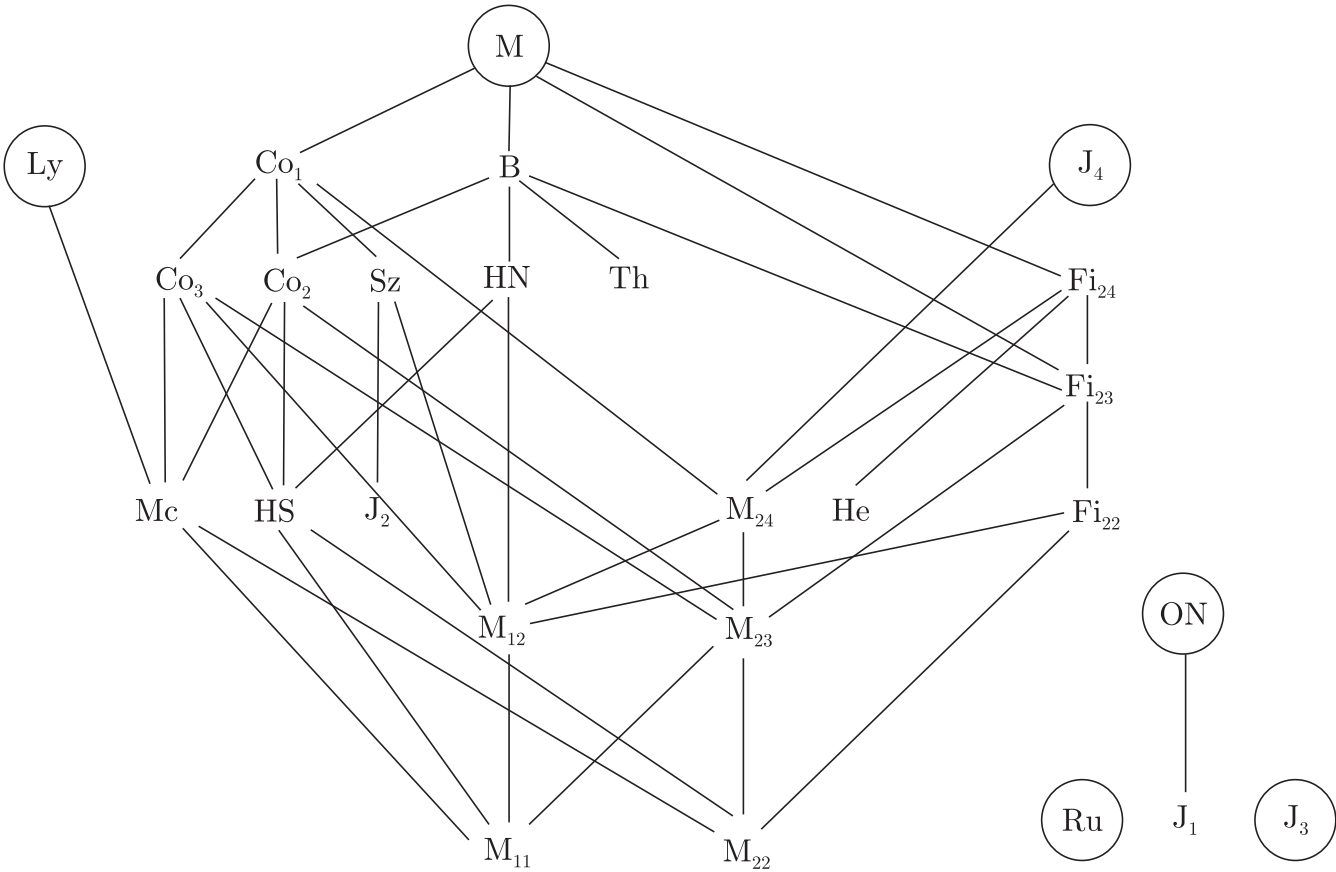 M
Ly Co₁ B J₄
Co₃ Co₂ Sz HN Th Fi₂₄
Fi₂₃
Mc HS J₂ M₂₄ He Fi₂₂
M₁₂ M₂₃ ON
M₁₁ M₂₂ Ru J₁ J₃